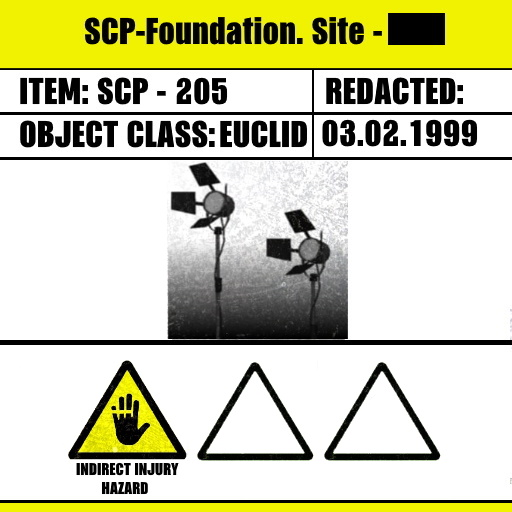 SCP-Foundation. Site -
ITEM: SCP - 205
REDACTED:
OBJECT CLASS: EUCLID
03.02.1999
INDIRECT INJURY
HAZARD